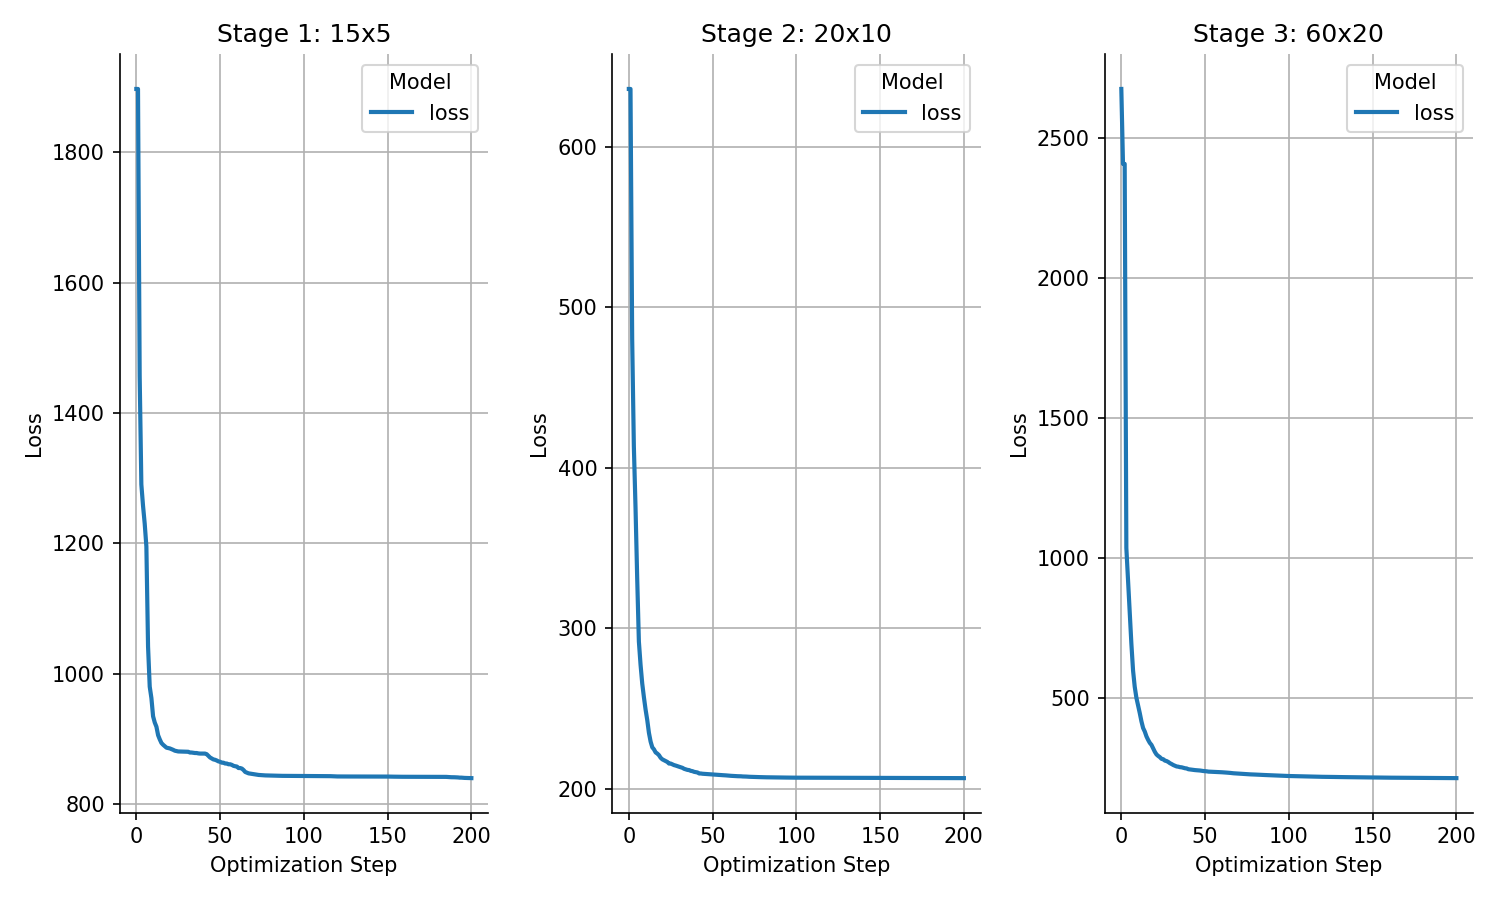 Stage 1: 15x5
Model
loss
Loss
1800
1600
1400
1200
1000
800
0 50 100 150 200
Optimization Step
Stage 2: 20x10
Model
loss
Loss
600
500
400
300
200
0 50 100 150 200
Optimization Step
Stage 3: 60x20
Model
loss
Loss
2500
2000
1500
1000
500
0 50 100 150 200
Optimization Step